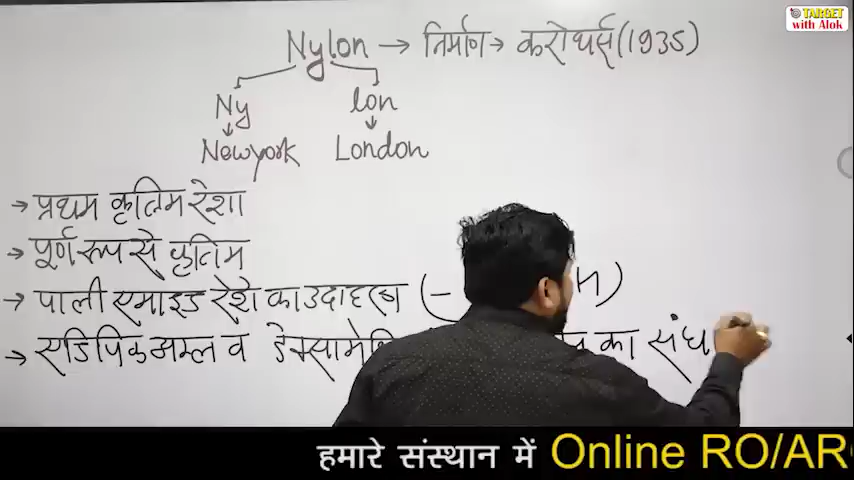 TARGET
with Alok
Nylon → निर्माण → करोथर्स (1935)
Ny lon
Newyork London
→ प्रथम कृत्रिम रेशा
→ पूर्ण रूप से कृत्रिम
→ पाली एमाइड रेशे का उदाहरण (-
→ एडिपिक अम्ल व का संघ
हमारे संस्थान में Online RO/AR